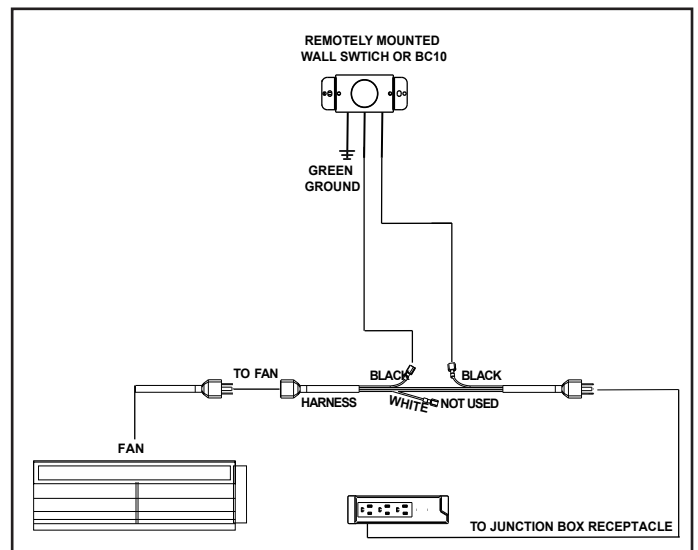 REMOTELY MOUNTED
WALL SWTICH OR BC10
GREEN
GROUND
TO FAN
BLACK
BLACK
HARNESS
WHITE
NOT USED
FAN
TO JUNCTION BOX RECEPTACLE